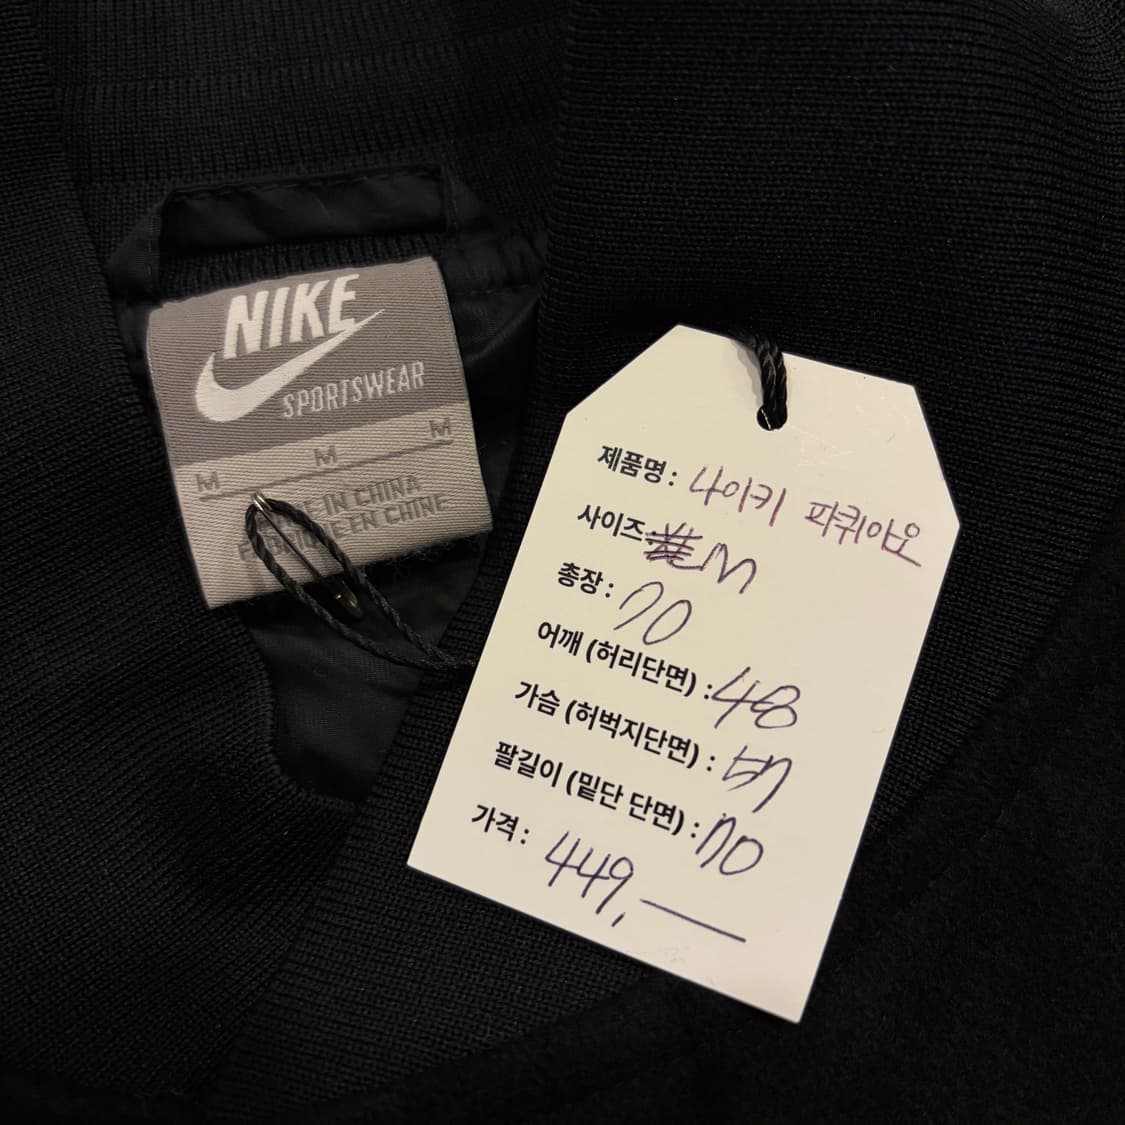 NIKE
SPORTSWEAR
M M M
MADE IN CHINA
FABRIQUE EN CHINE
제품명: 나이키 파퀴아오
사이즈: M
총장: 70
어깨 (허리단면) : 48
가슴 (허벅지단면) : 57
팔길이 (밑단 단면) : 70
가격: 449,—